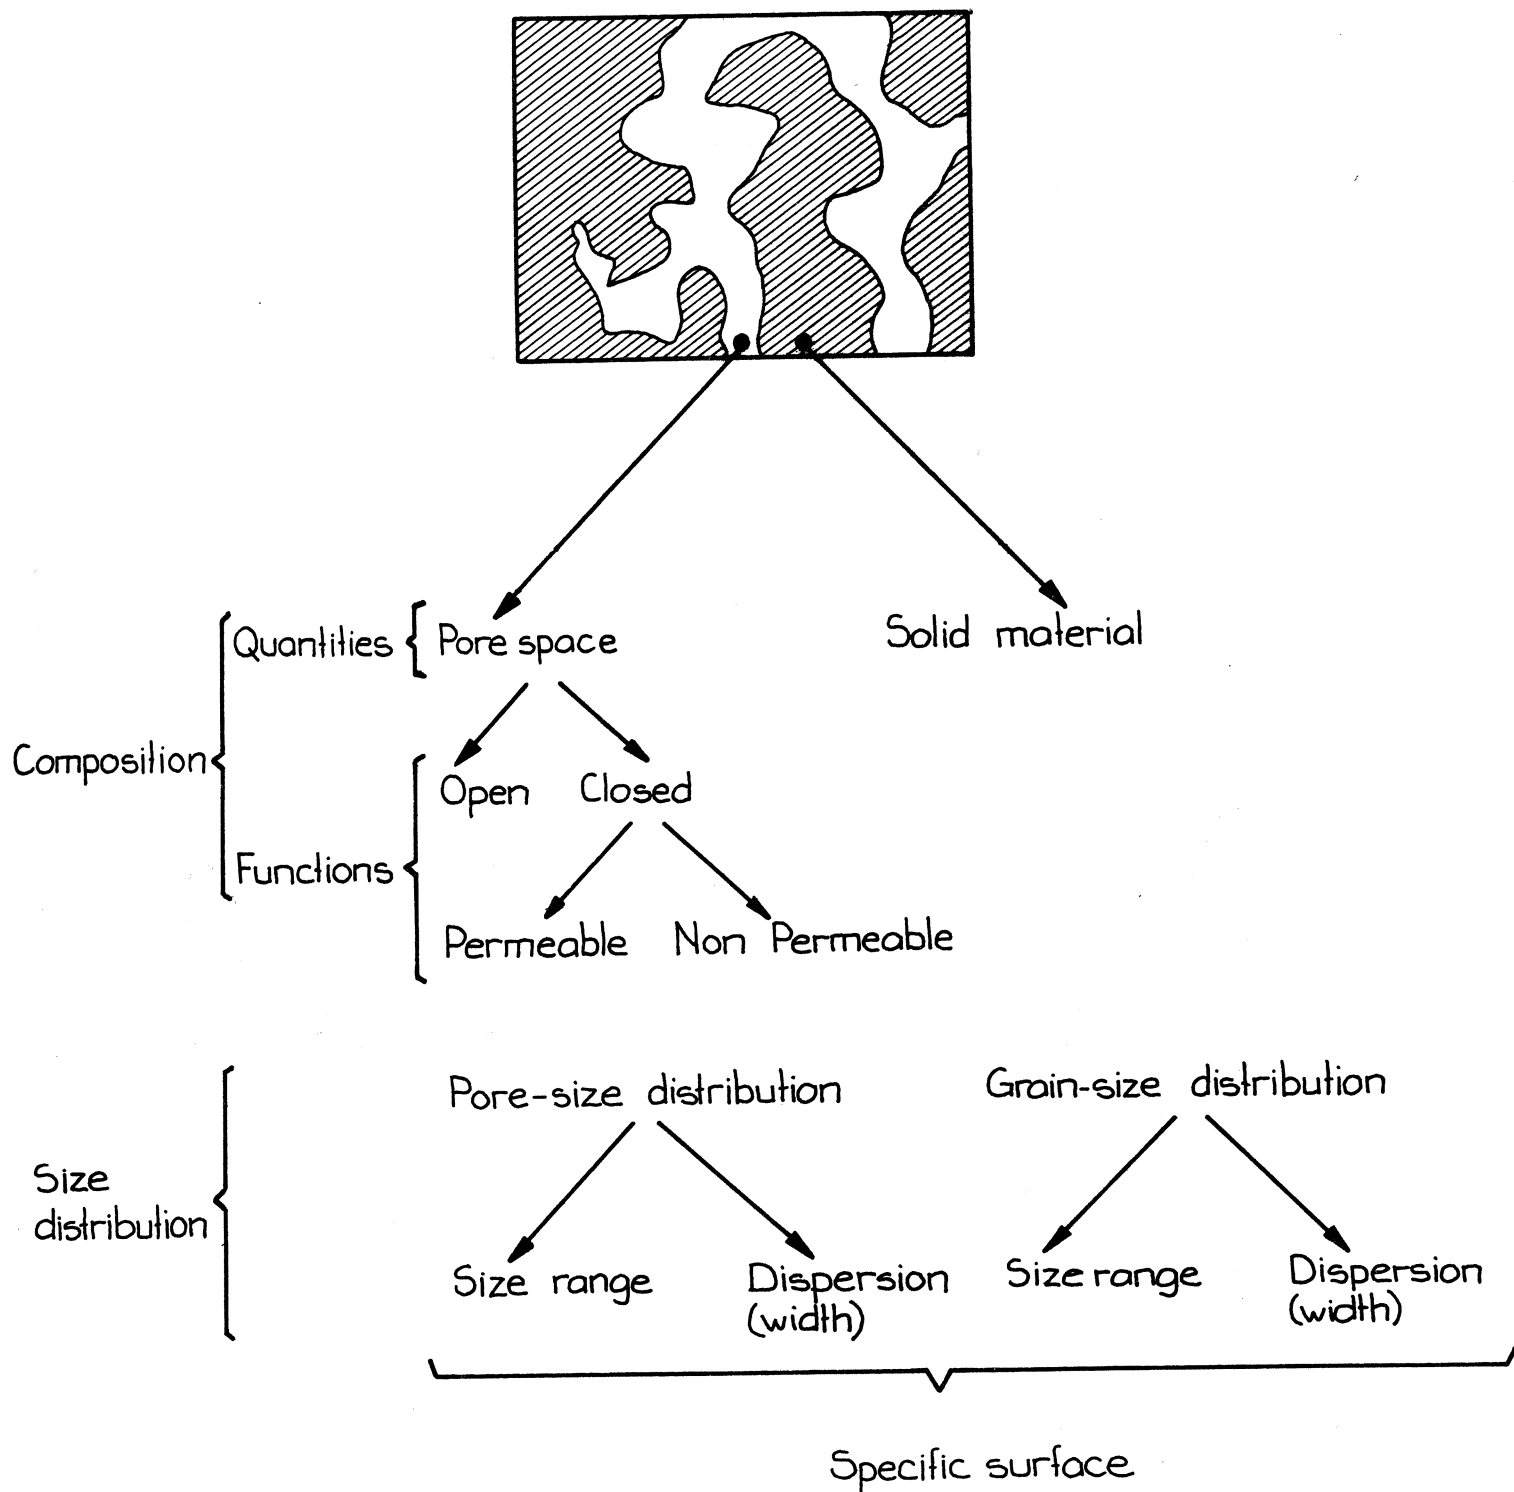 Quantities
Pore space
Solid material
Composition
Open
Closed
Functions
Permeable
Non Permeable
Pore-size distribution
Grain-size distribution
Size
distribution
Size range
Dispersion
(width)
Size range
Dispersion
(width)
Specific surface